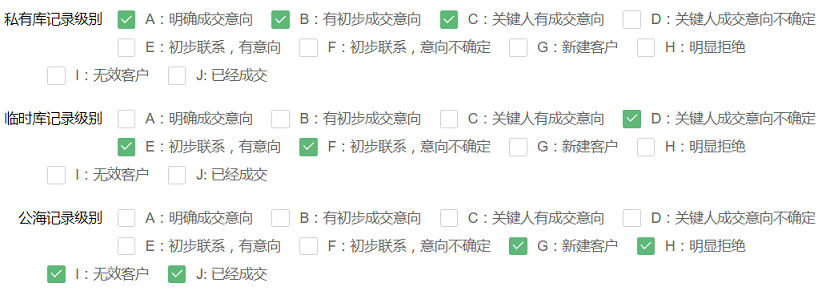 私有库记录级别 A：明确成交意向 B：有初步成交意向 C：关键人有成交意向 D：关键人成交意向不确定
E：初步联系，有意向 F：初步联系，意向不确定 G：新建客户 H：明显拒绝
I：无效客户 J: 已经成交
临时库记录级别 A：明确成交意向 B：有初步成交意向 C：关键人有成交意向 D：关键人成交意向不确定
E：初步联系，有意向 F：初步联系，意向不确定 G：新建客户 H：明显拒绝
I：无效客户 J: 已经成交
公海记录级别 A：明确成交意向 B：有初步成交意向 C：关键人有成交意向 D：关键人成交意向不确定
E：初步联系，有意向 F：初步联系，意向不确定 G：新建客户 H：明显拒绝
I：无效客户 J: 已经成交